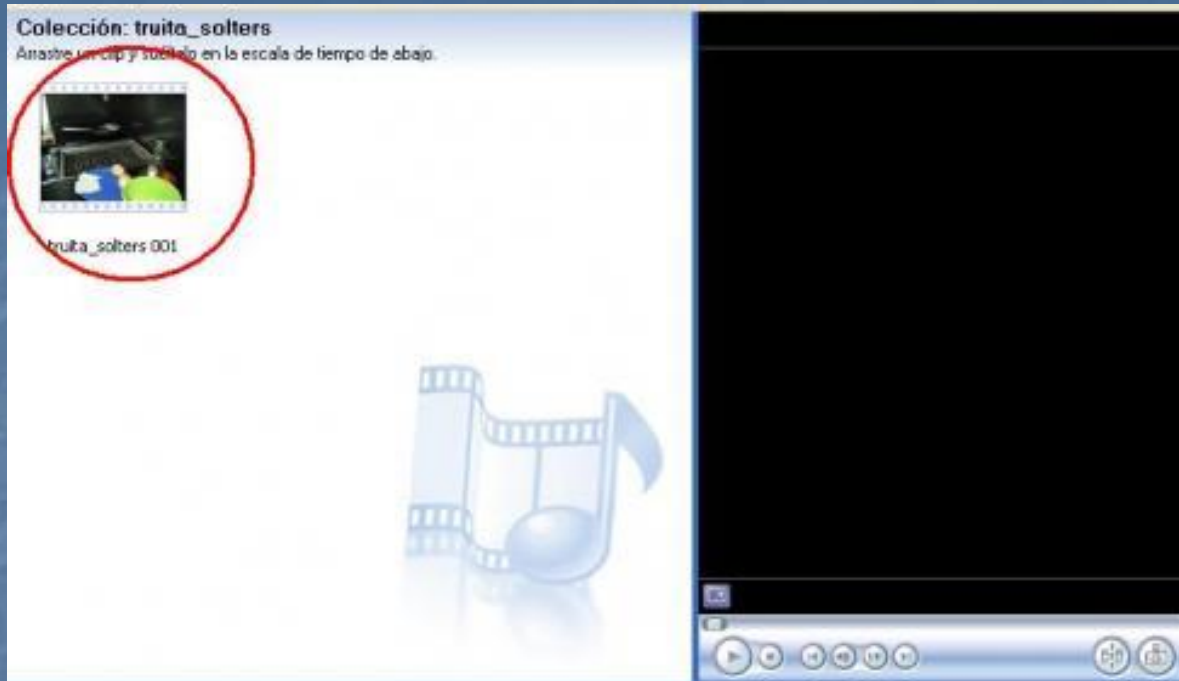 Colección: truita_solters
Arrastre un clip y suéltelo en la escala de tiempo de abajo.
truita_solters 001